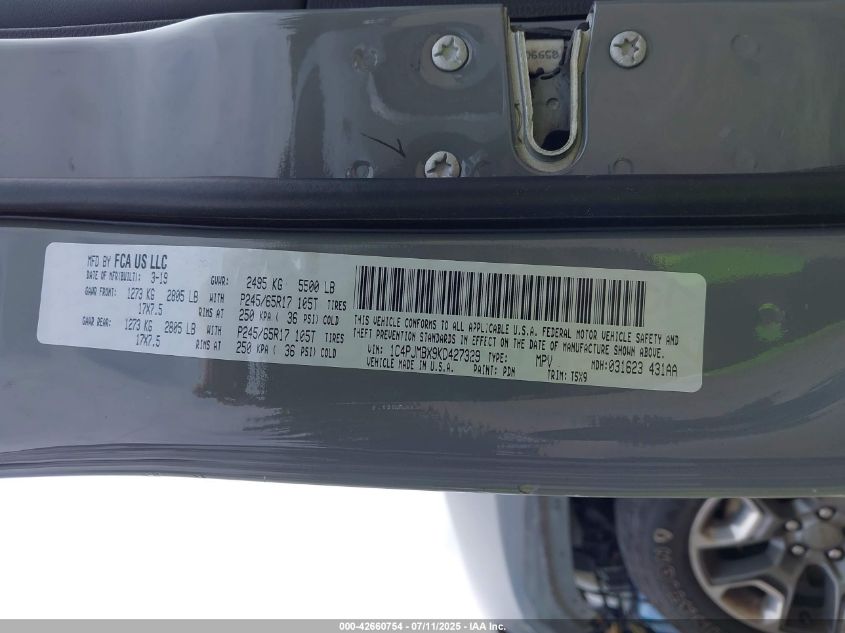 MFD BY FCA US LLC
DATE OF MFR(BUILT): 3-19 GVWR: 2495 KG 5500 LB
GAWR FRONT: 1273 KG 2805 LB WITH P245/65R17 105T TIRES
17X7.5 RIMS AT 250 KPA ( 36 PSI) COLD
GAWR REAR: 1273 KG 2805 LB WITH P245/65R17 105T TIRES
17X7.5 RIMS AT 250 KPA ( 36 PSI) COLD
THIS VEHICLE CONFORMS TO ALL APPLICABLE U.S.A. FEDERAL MOTOR VEHICLE SAFETY AND
THEFT PREVENTION STANDARDS IN EFFECT ON THE DATE OF MANUFACTURE SHOWN ABOVE.
VIN: 1C4PJMBX9KD427329 TYPE: MPV MDH:031623 431AA
VEHICLE MADE IN U.S.A. PAINT: PDN TRIM: TSX9
000-42660754 - 07/11/2025 - IAA Inc.